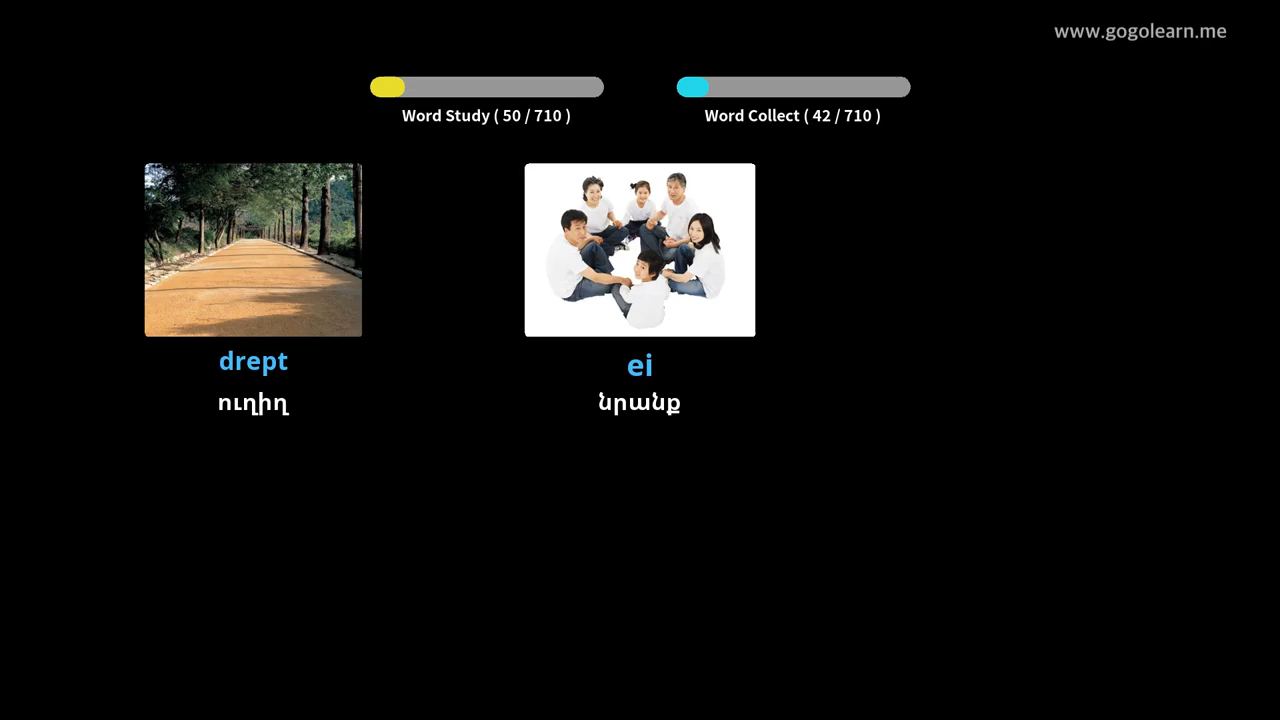 www.gogolearn.me
Word Study ( 50 / 710 )
Word Collect ( 42 / 710 )
drept
ուղիղ
ei
նրանք